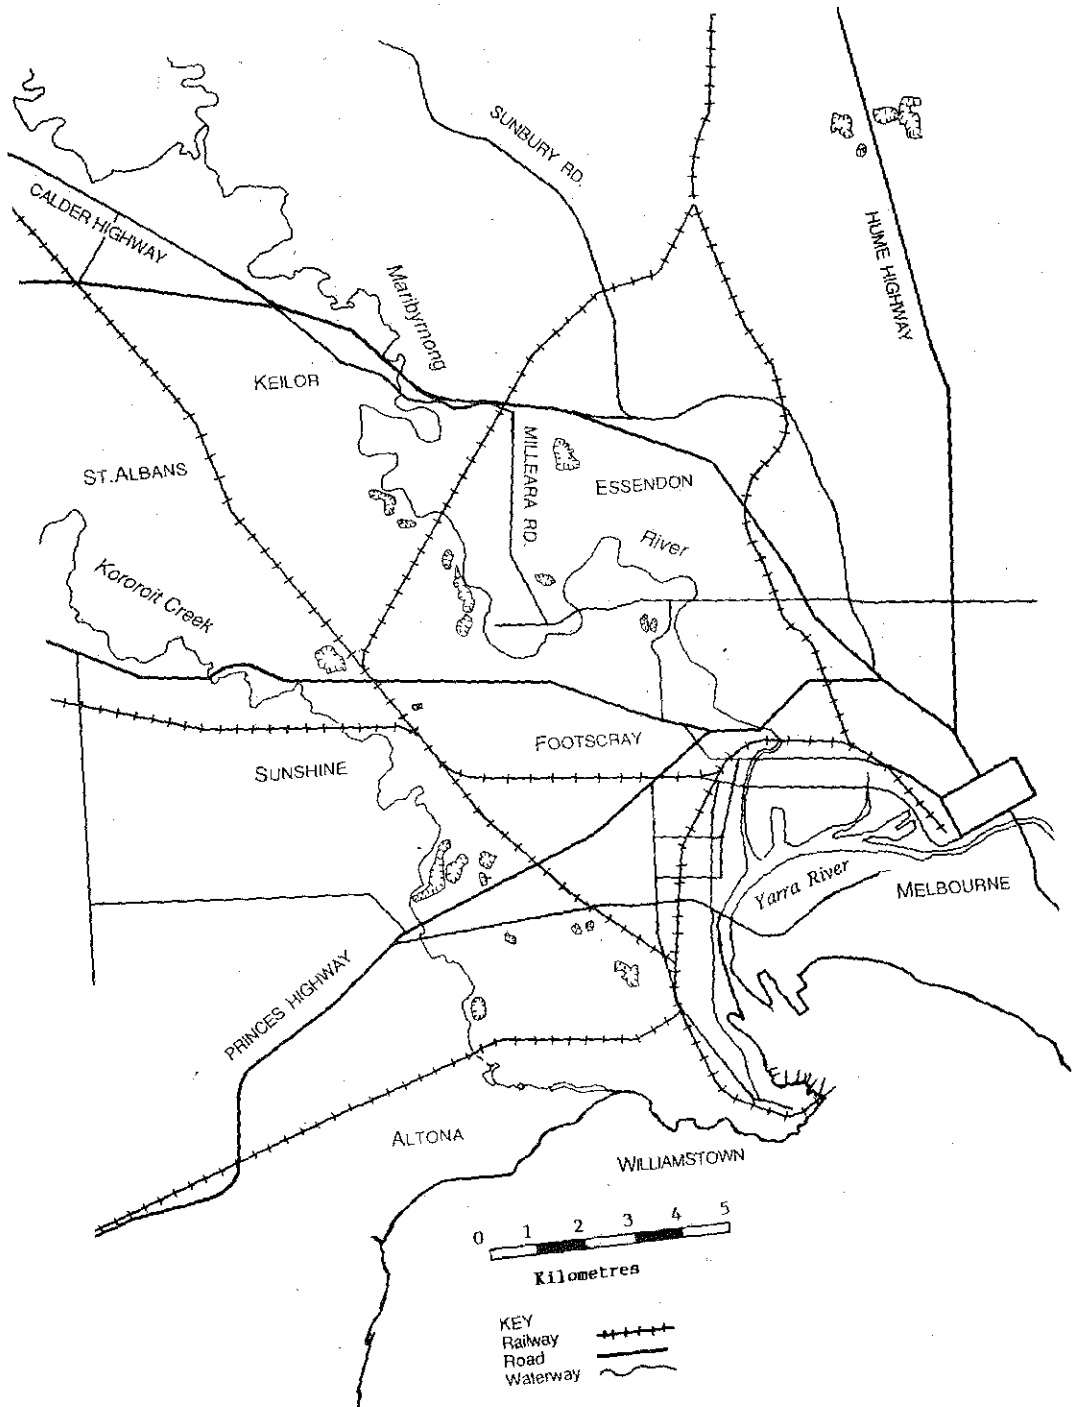 SUNBURY RD.
CALDER HIGHWAY
HUME HIGHWAY
Maribyrnong
KEILOR
ST. ALBANS
MILLEARA RD.
ESSENDON
River
Kororoit Creek
FOOTSCRAY
SUNSHINE
Yarra River
MELBOURNE
PRINCES HIGHWAY
ALTONA
WILLIAMSTOWN
0 1 2 3 4 5
Kilometres
KEY
Railway
Road
Waterway